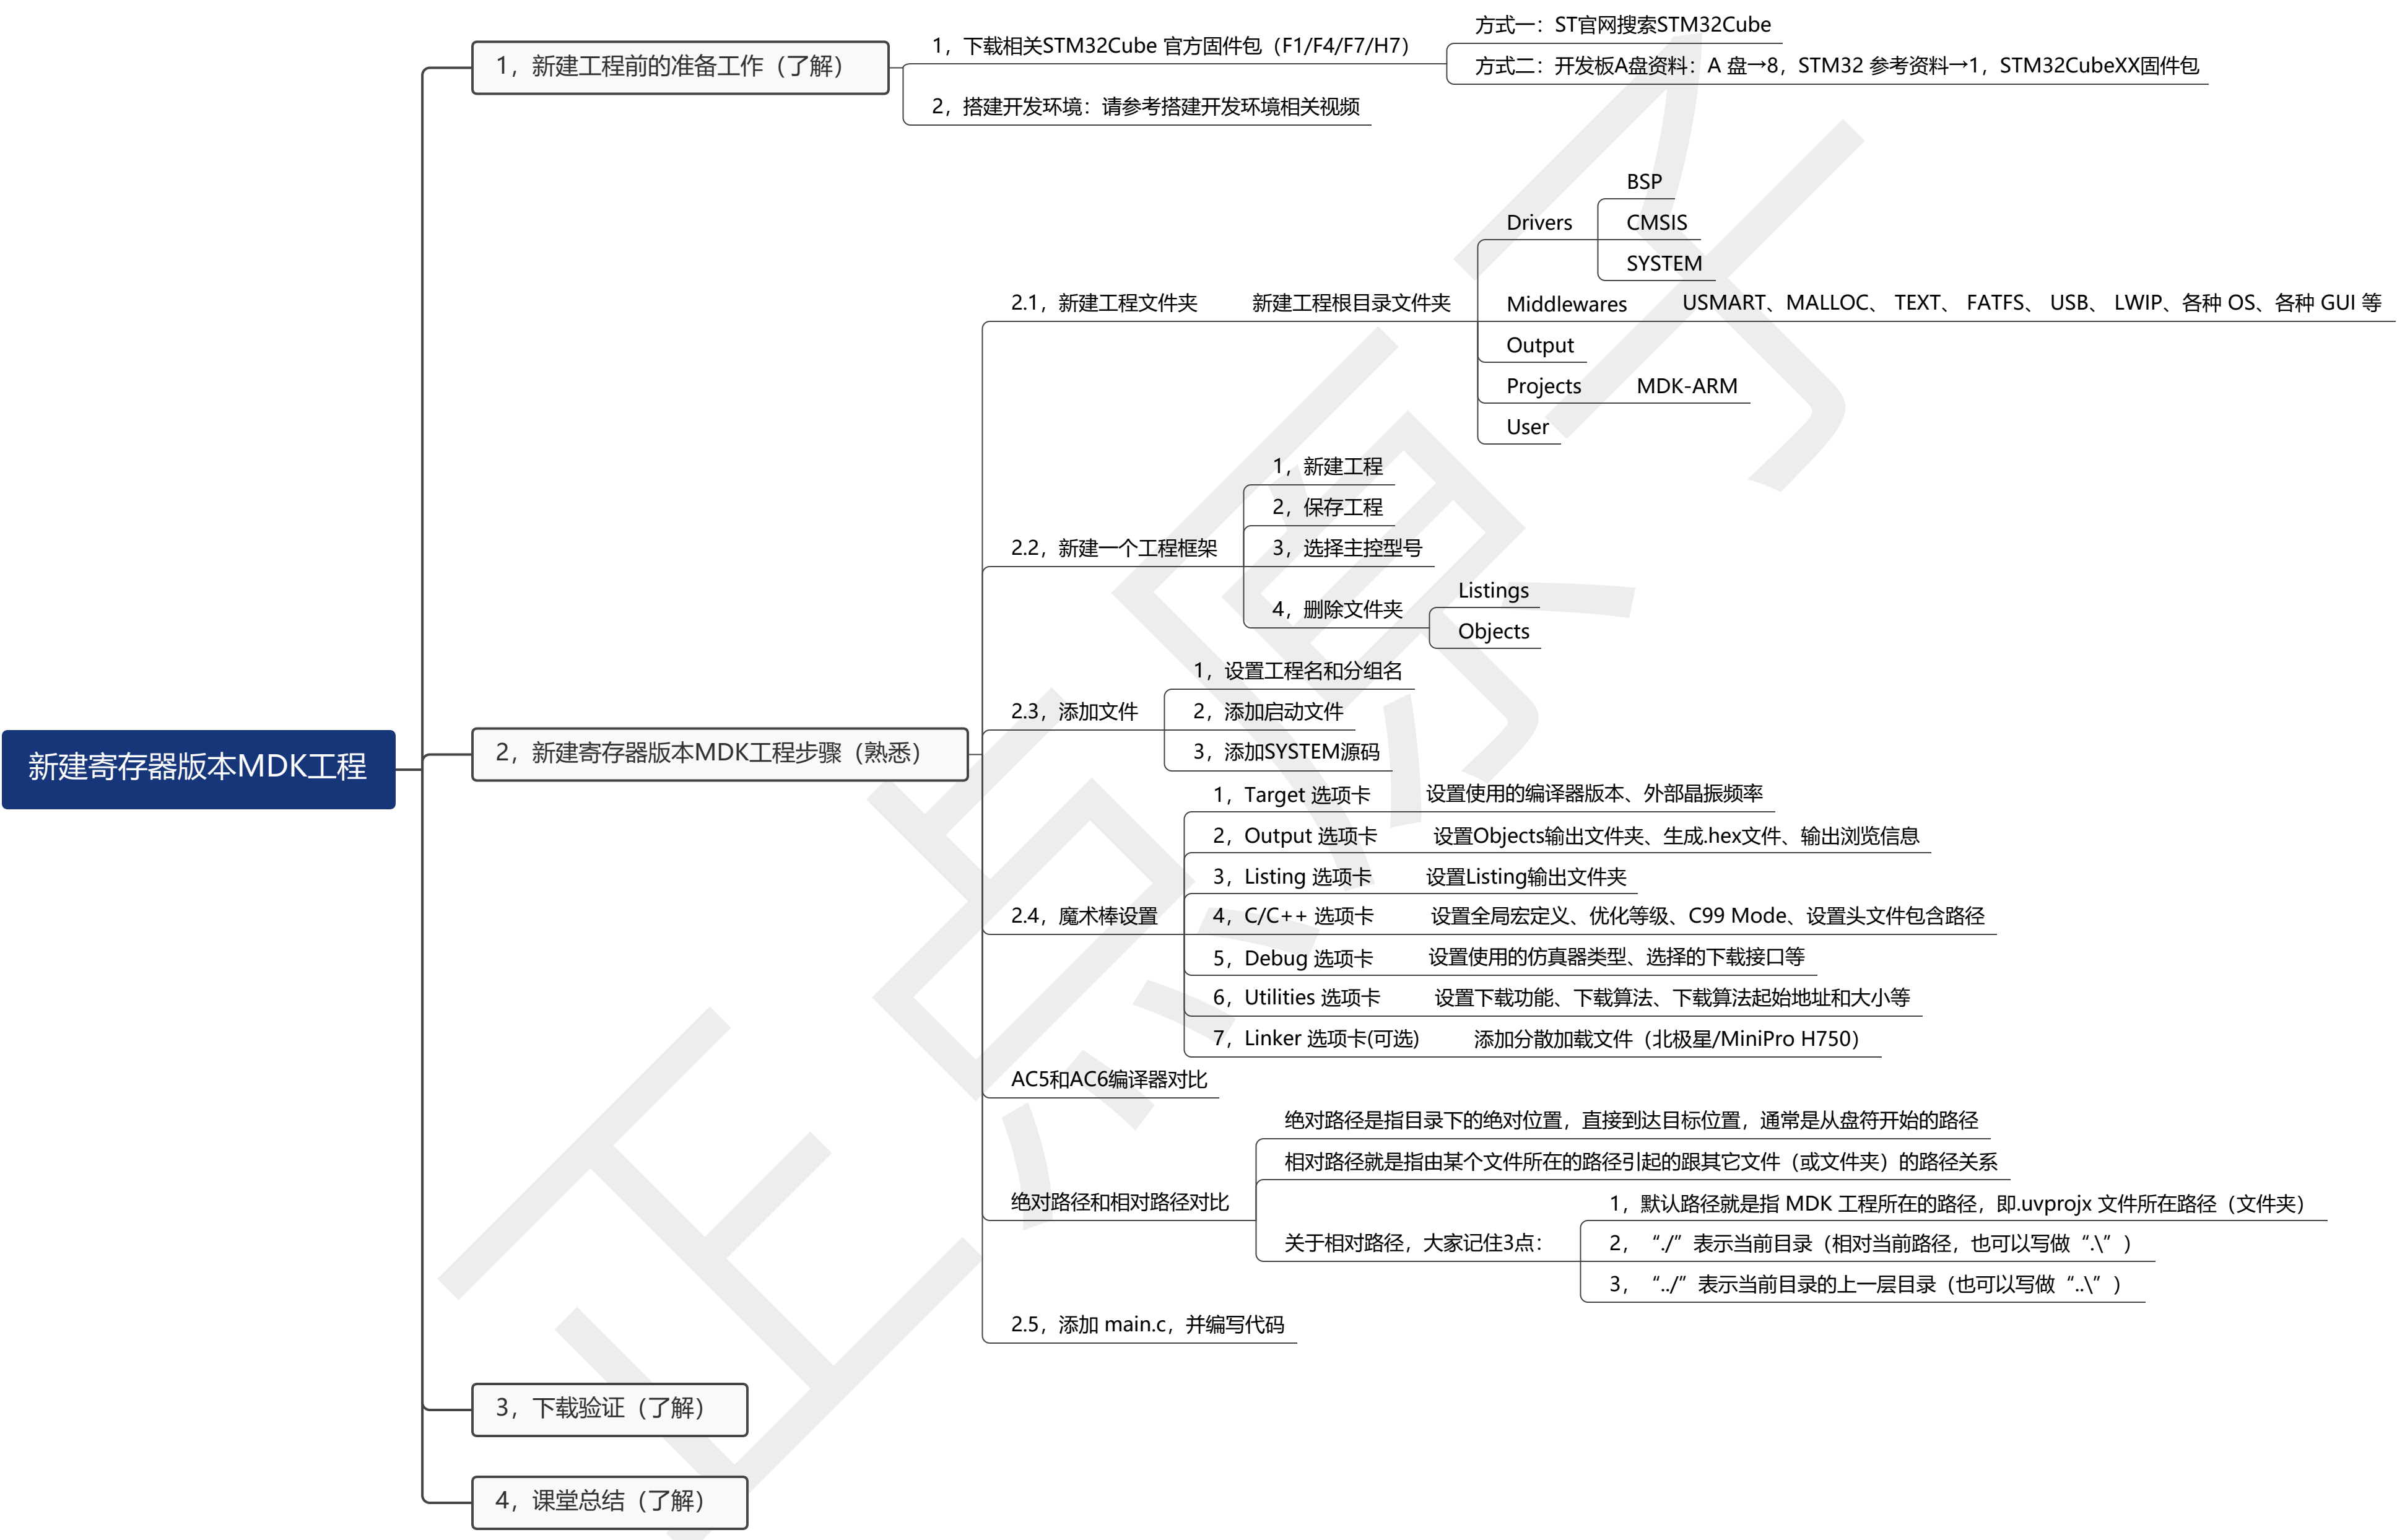 新建寄存器版本MDK工程
1，新建工程前的准备工作（了解）
1，下载相关STM32Cube 官方固件包（F1/F4/F7/H7）
方式一：ST官网搜索STM32Cube
方式二：开发板A盘资料：A 盘→8，STM32 参考资料→1，STM32CubeXX固件包
2，搭建开发环境：请参考搭建开发环境相关视频
2，新建寄存器版本MDK工程步骤（熟悉）
2.1，新建工程文件夹
新建工程根目录文件夹
Drivers
BSP
CMSIS
SYSTEM
Middlewares
USMART、MALLOC、 TEXT、 FATFS、 USB、 LWIP、各种 OS、各种 GUI 等
Output
Projects
MDK-ARM
User
2.2，新建一个工程框架
1，新建工程
2，保存工程
3，选择主控型号
4，删除文件夹
Listings
Objects
2.3，添加文件
1，设置工程名和分组名
2，添加启动文件
3，添加SYSTEM源码
2.4，魔术棒设置
1，Target 选项卡
设置使用的编译器版本、外部晶振频率
2，Output 选项卡
设置Objects输出文件夹、生成.hex文件、输出浏览信息
3，Listing 选项卡
设置Listing输出文件夹
4，C/C++ 选项卡
设置全局宏定义、优化等级、C99 Mode、设置头文件包含路径
5，Debug 选项卡
设置使用的仿真器类型、选择的下载接口等
6，Utilities 选项卡
设置下载功能、下载算法、下载算法起始地址和大小等
7，Linker 选项卡(可选)
添加分散加载文件（北极星/MiniPro H750）
AC5和AC6编译器对比
绝对路径和相对路径对比
绝对路径是指目录下的绝对位置，直接到达目标位置，通常是从盘符开始的路径
相对路径就是指由某个文件所在的路径引起的跟其它文件（或文件夹）的路径关系
关于相对路径，大家记住3点：
1，默认路径就是指 MDK 工程所在的路径，即.uvprojx 文件所在路径（文件夹）
2，“./”表示当前目录（相对当前路径，也可以写做“.\”）
3，“../”表示当前目录的上一层目录（也可以写做“..\”）
2.5，添加 main.c，并编写代码
3，下载验证（了解）
4，课堂总结（了解）
正点原子